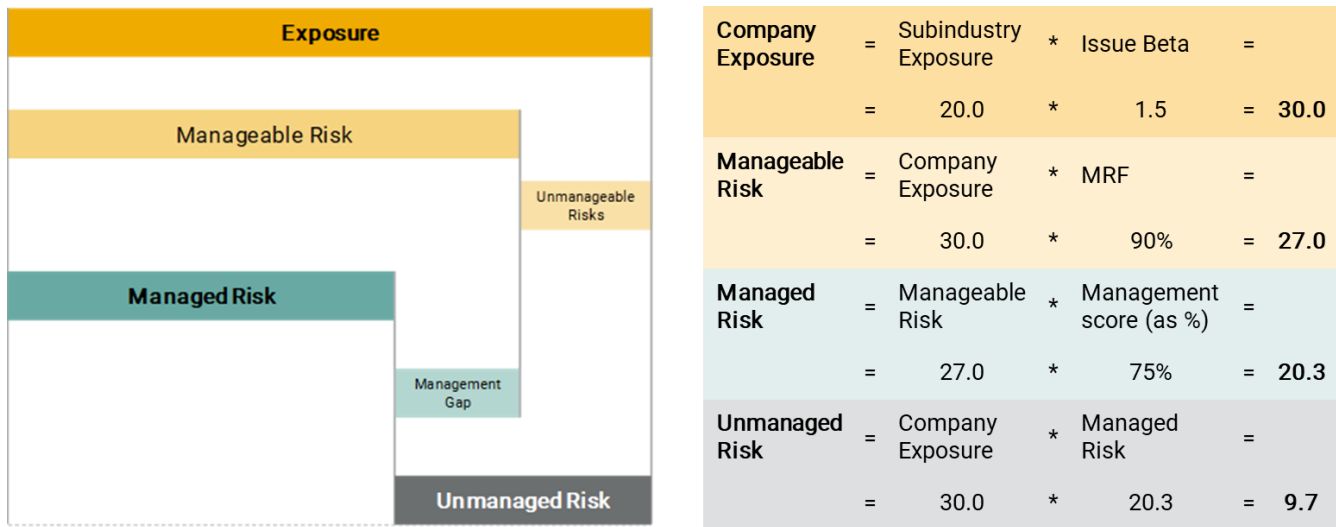 Exposure
Manageable Risk
Unmanageable
Risks
Managed Risk
Management
Gap
Unmanaged Risk
Company
Exposure = Subindustry
Exposure * Issue Beta =
= 20.0 * 1.5 = 30.0
Manageable
Risk = Company
Exposure * MRF =
= 30.0 * 90% = 27.0
Managed
Risk = Manageable
Risk * Management
score (as %) =
= 27.0 * 75% = 20.3
Unmanaged
Risk = Company
Exposure * Managed
Risk =
= 30.0 * 20.3 = 9.7